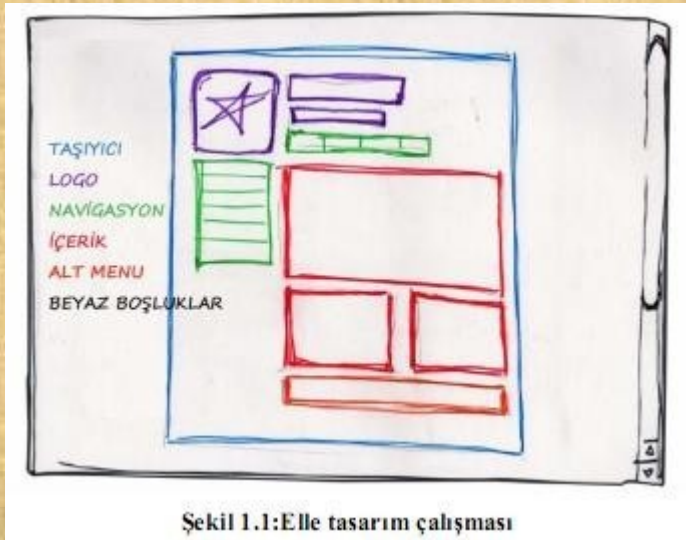 TAŞIYICI
LOGO
NAVİGASYON
İÇERİK
ALT MENU
BEYAZ BOŞLUKLAR
Şekil 1.1:Elle tasarım çalışması